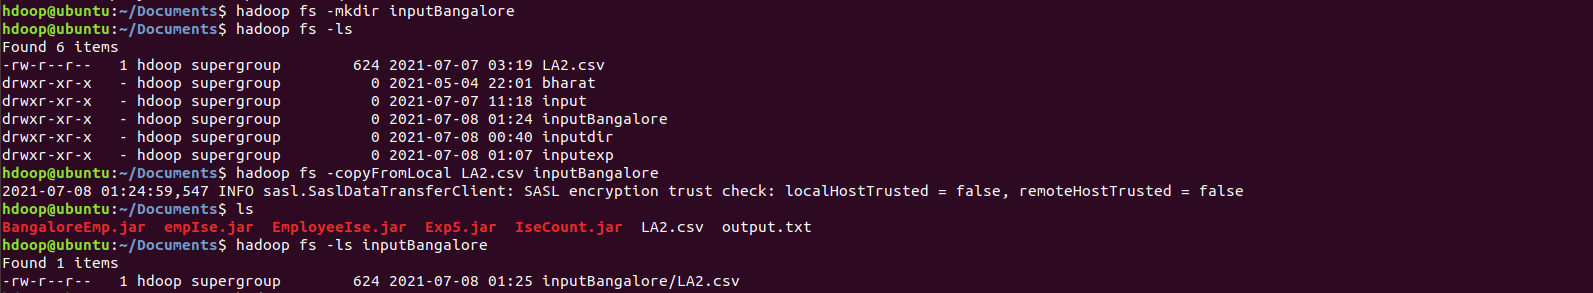 hdoop@ubuntu:~/Documents$ hadoop fs -mkdir inputBangalore
hdoop@ubuntu:~/Documents$ hadoop fs -ls
Found 6 items
-rw-r--r--   1 hdoop supergroup        624 2021-07-07 03:19 LA2.csv
drwxr-xr-x   - hdoop supergroup          0 2021-05-04 22:01 bharat
drwxr-xr-x   - hdoop supergroup          0 2021-07-07 11:18 input
drwxr-xr-x   - hdoop supergroup          0 2021-07-08 01:24 inputBangalore
drwxr-xr-x   - hdoop supergroup          0 2021-07-08 00:40 inputdir
drwxr-xr-x   - hdoop supergroup          0 2021-07-08 01:07 inputexp
hdoop@ubuntu:~/Documents$ hadoop fs -copyFromLocal LA2.csv inputBangalore
2021-07-08 01:24:59,547 INFO sasl.SaslDataTransferClient: SASL encryption trust check: localHostTrusted = false, remoteHostTrusted = false
hdoop@ubuntu:~/Documents$ ls
BangaloreEmp.jar  empIse.jar  EmployeeIse.jar  Exp5.jar  IseCount.jar  LA2.csv  output.txt
hdoop@ubuntu:~/Documents$ hadoop fs -ls inputBangalore
Found 1 items
-rw-r--r--   1 hdoop supergroup        624 2021-07-08 01:25 inputBangalore/LA2.csv